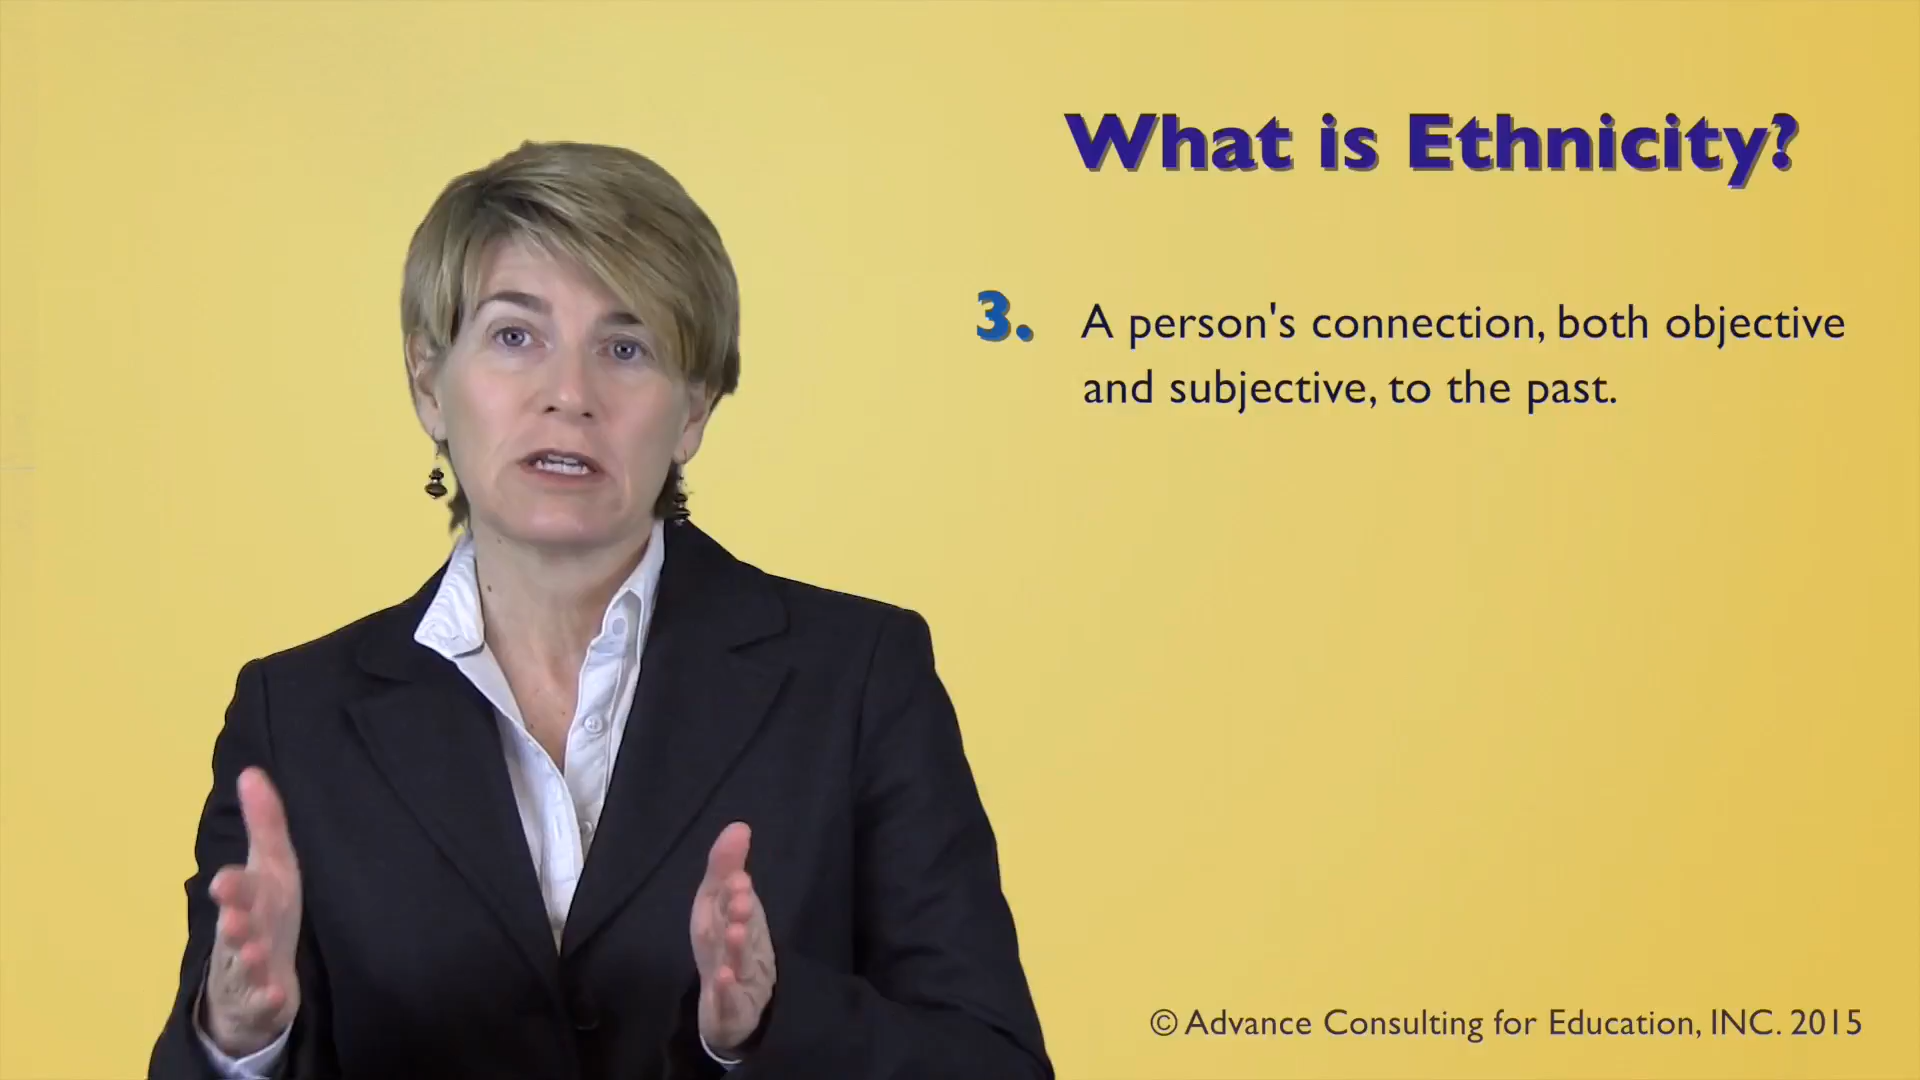 What is Ethnicity?
3. A person's connection, both objective
and subjective, to the past.
© Advance Consulting for Education, INC. 2015